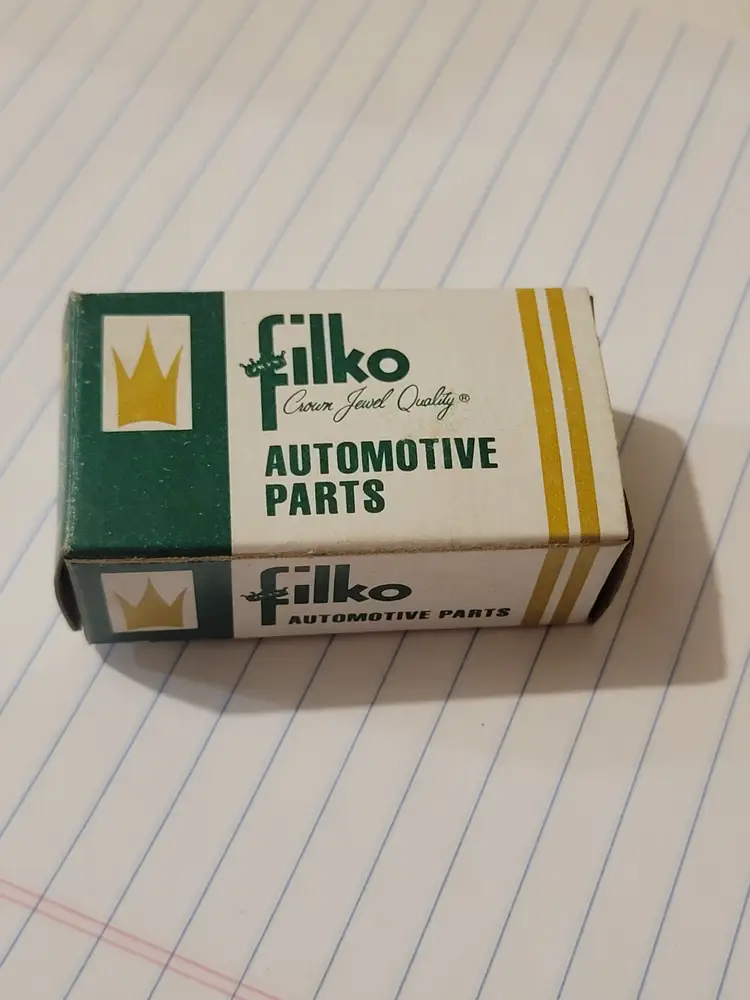 filko
Crown Jewel Quality®
AUTOMOTIVE
PARTS
filko
AUTOMOTIVE PARTS